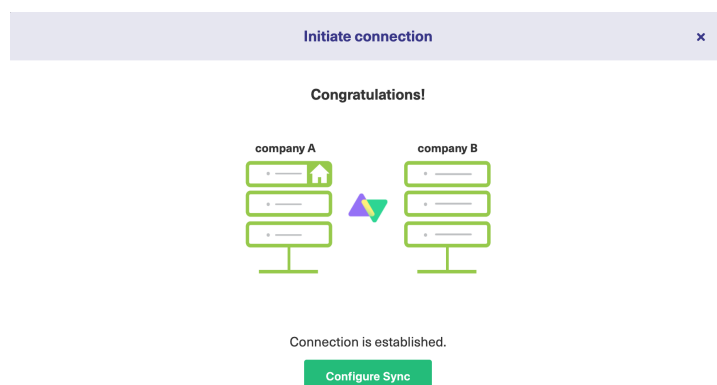 Initiate connection ×
Congratulations!
company A company B
Connection is established.
Configure Sync